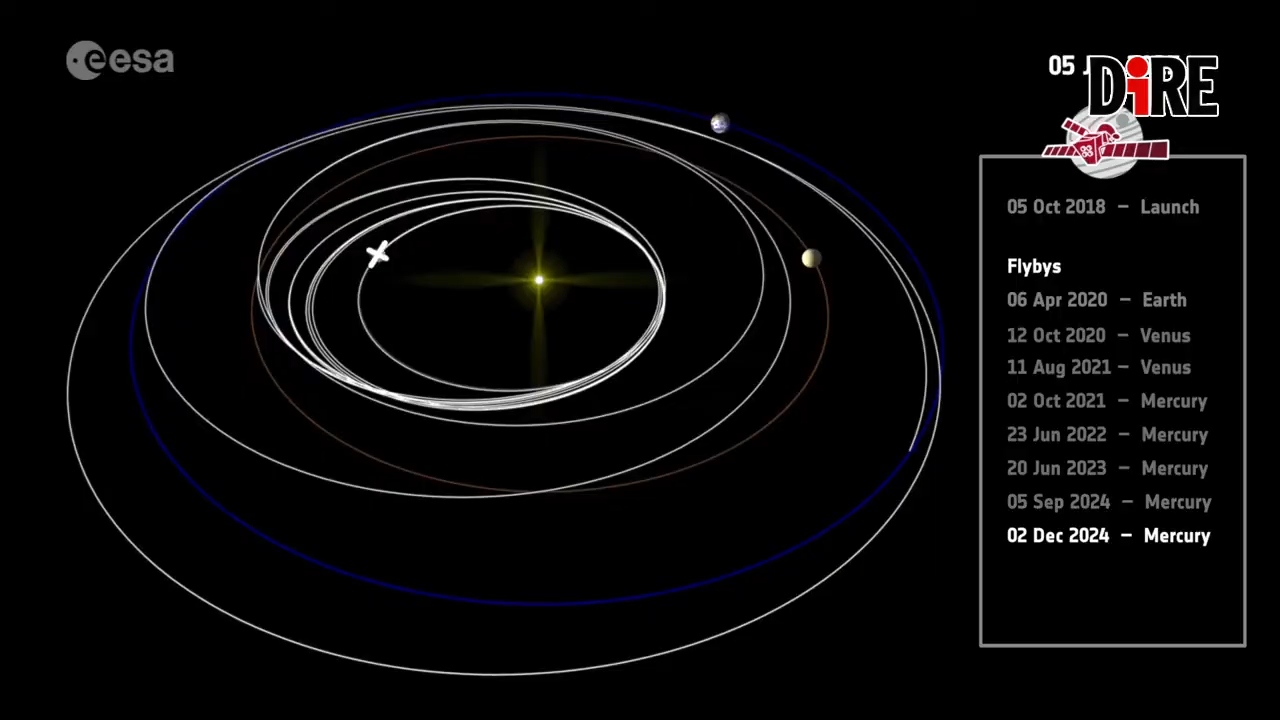 esa
05
DiRE
05 Oct 2018 – Launch
Flybys
06 Apr 2020 – Earth
12 Oct 2020 – Venus
11 Aug 2021 – Venus
02 Oct 2021 – Mercury
23 Jun 2022 – Mercury
20 Jun 2023 – Mercury
05 Sep 2024 – Mercury
02 Dec 2024 – Mercury